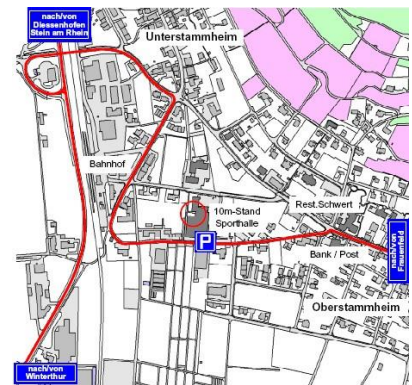 nach/von
Diessenhofen
Stein am Rhein
Unterstammheim
Bahnhof
10m-Stand
Sporthalle
Rest.Schwert
P
Bank / Post
nach/von
Frauenfeld
Oberstammheim
nach/von
Winterthur